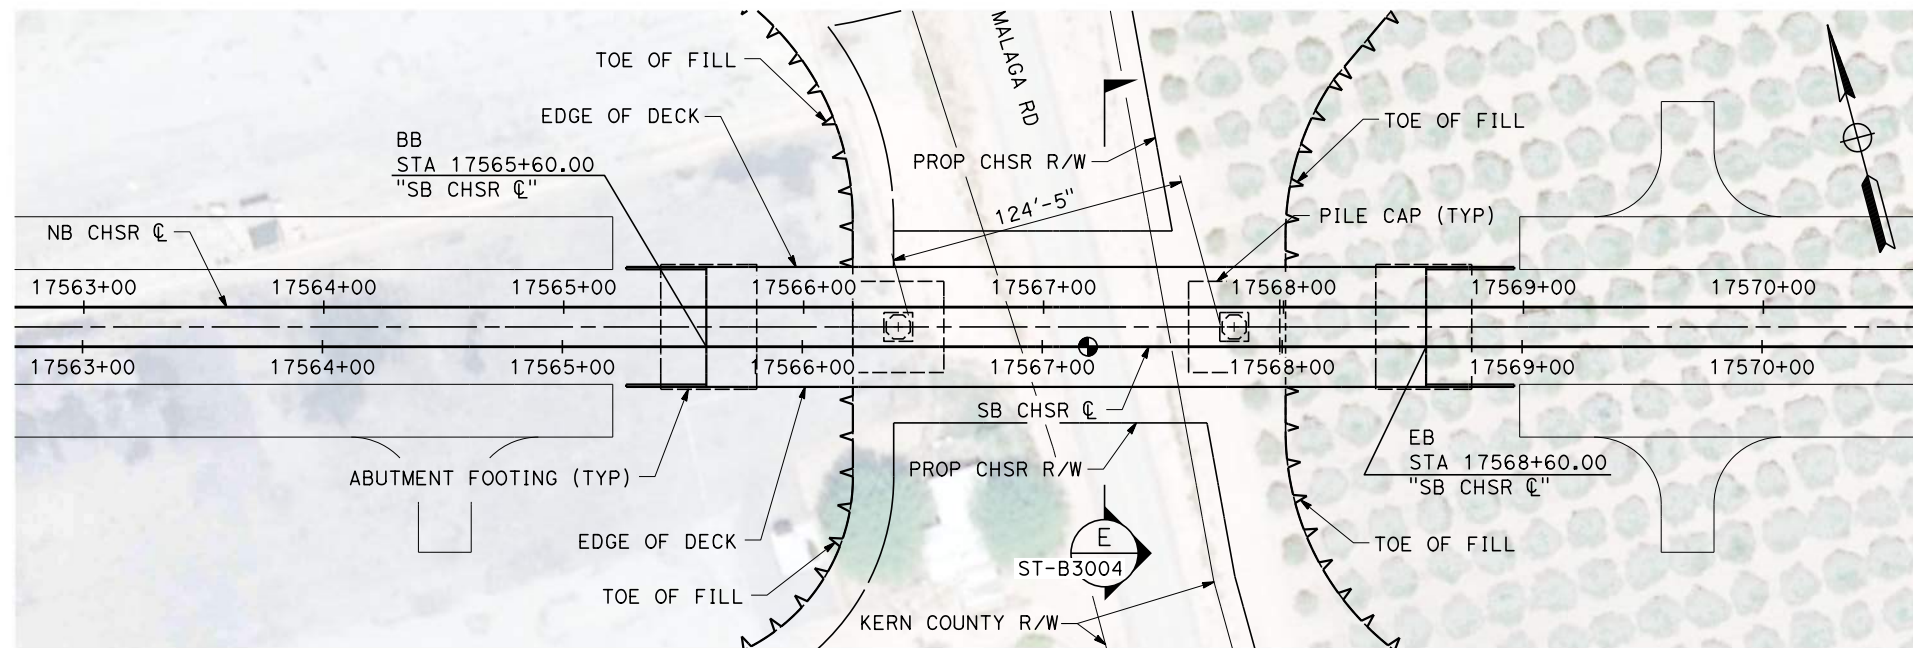 MALAGA RD
TOE OF FILL
EDGE OF DECK
BB
STA 17565+60.00
"SB CHSR ℄"
PROP CHSR R/W
124'-5"
TOE OF FILL
PILE CAP (TYP)
NB CHSR ℄
17563+00 17564+00 17565+00 17566+00 17567+00 17568+00 17569+00 17570+00
17563+00 17564+00 17565+00 17566+00 17567+00 17568+00 17569+00 17570+00
SB CHSR ℄
EB
STA 17568+60.00
"SB CHSR ℄"
PROP CHSR R/W
ABUTMENT FOOTING (TYP)
EDGE OF DECK
E
ST-B3004
TOE OF FILL
TOE OF FILL
KERN COUNTY R/W